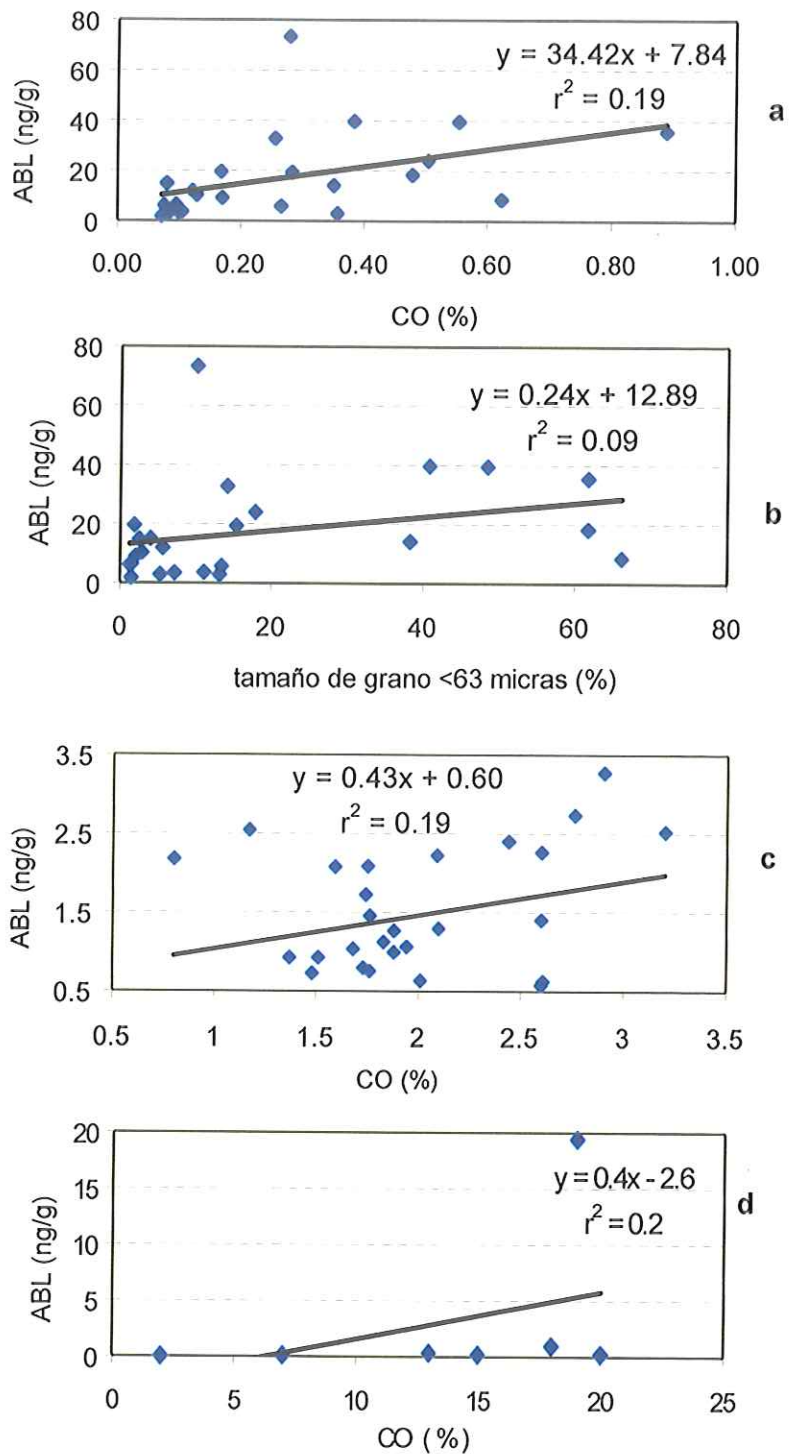 80
60
40
20
0
ABL (ng/g)
y = 34.42x + 7.84
r² = 0.19
a
0.00 0.20 0.40 0.60 0.80 1.00
CO (%)
80
60
40
20
0
ABL (ng/g)
y = 0.24x + 12.89
r² = 0.09
b
0 20 40 60 80
tamaño de grano <63 micras (%)
3.5
2.5
1.5
0.5
ABL (ng/g)
y = 0.43x + 0.60
r² = 0.19
c
0.5 1 1.5 2 2.5 3 3.5
CO (%)
20
15
10
5
0
ABL (ng/g)
y=0.4x-2.6
r²=0.2
d
0 5 10 15 20 25
CO (%)